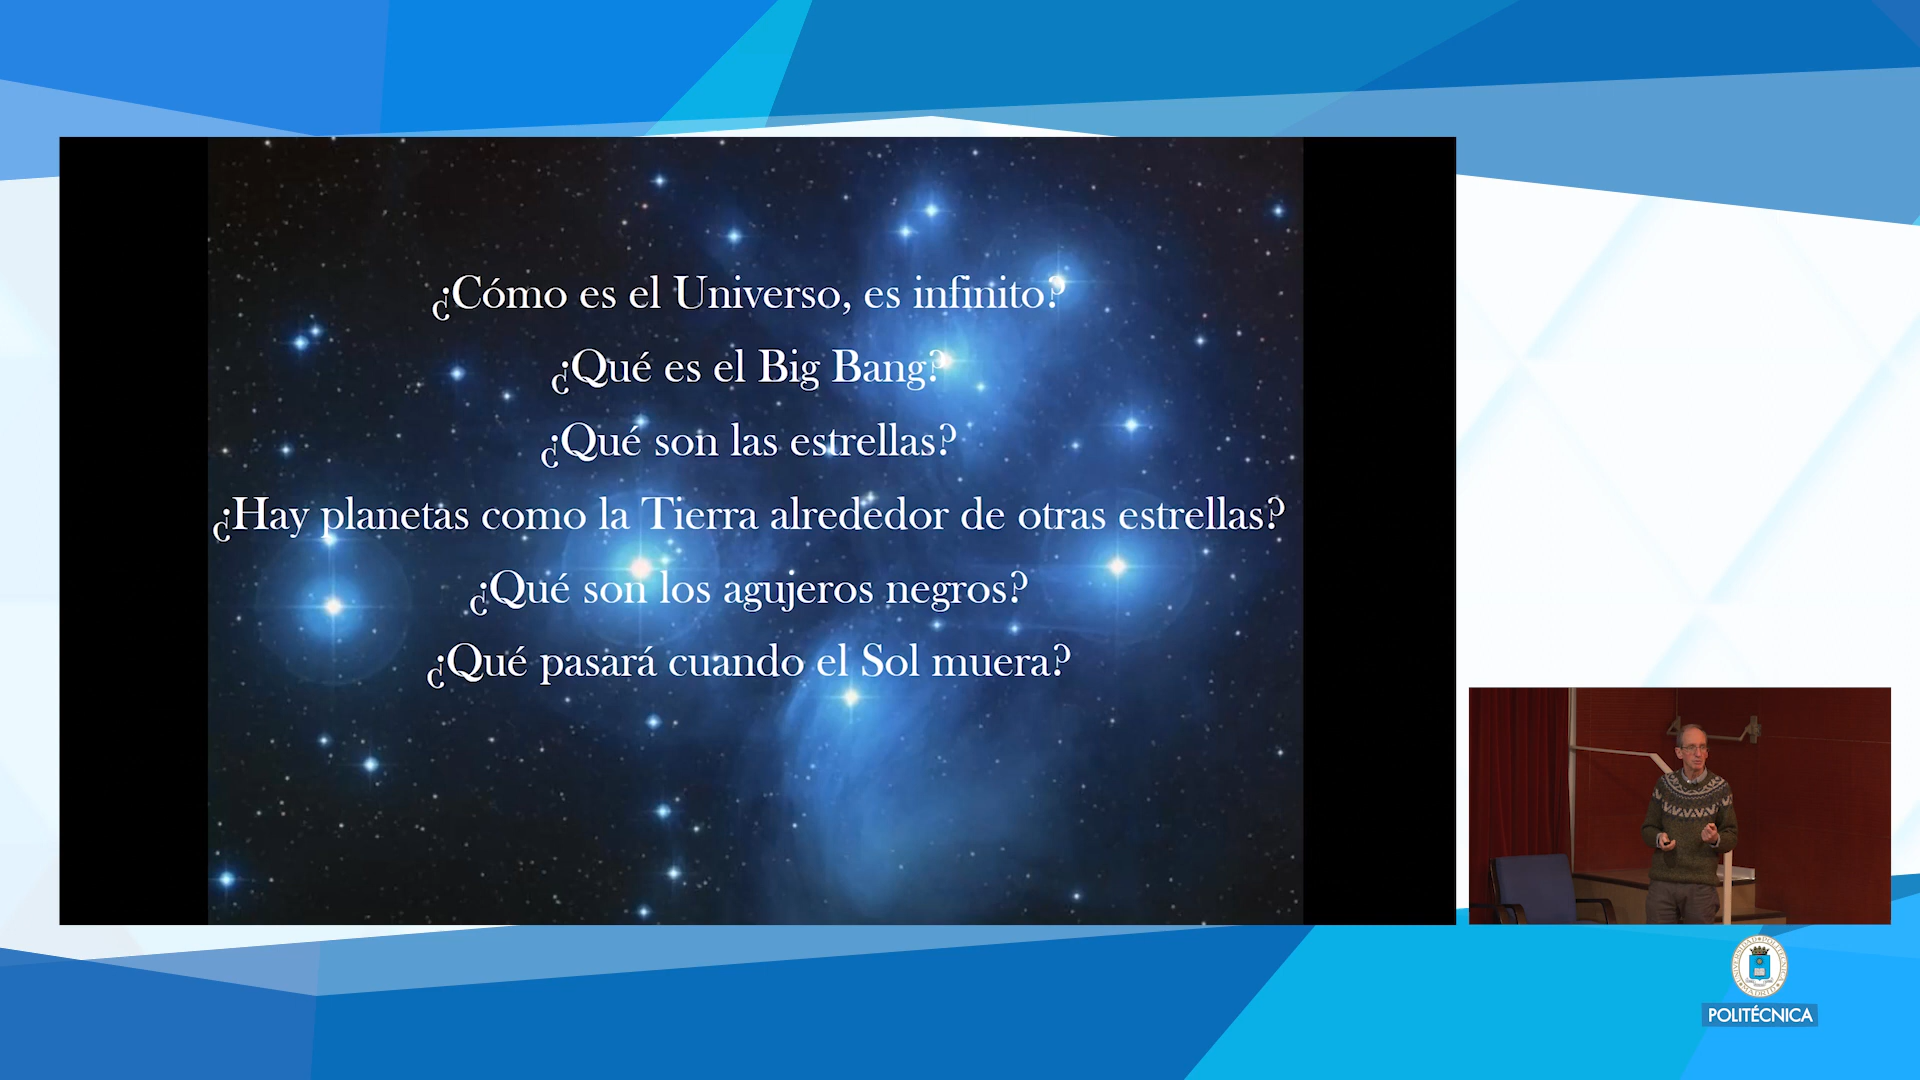 ¿Cómo es el Universo, es infinito?
¿Qué es el Big Bang?
¿Qué son las estrellas?
¿Hay planetas como la Tierra alrededor de otras estrellas?
¿Qué son los agujeros negros?
¿Qué pasará cuando el Sol muera?
POLITÉCNICA